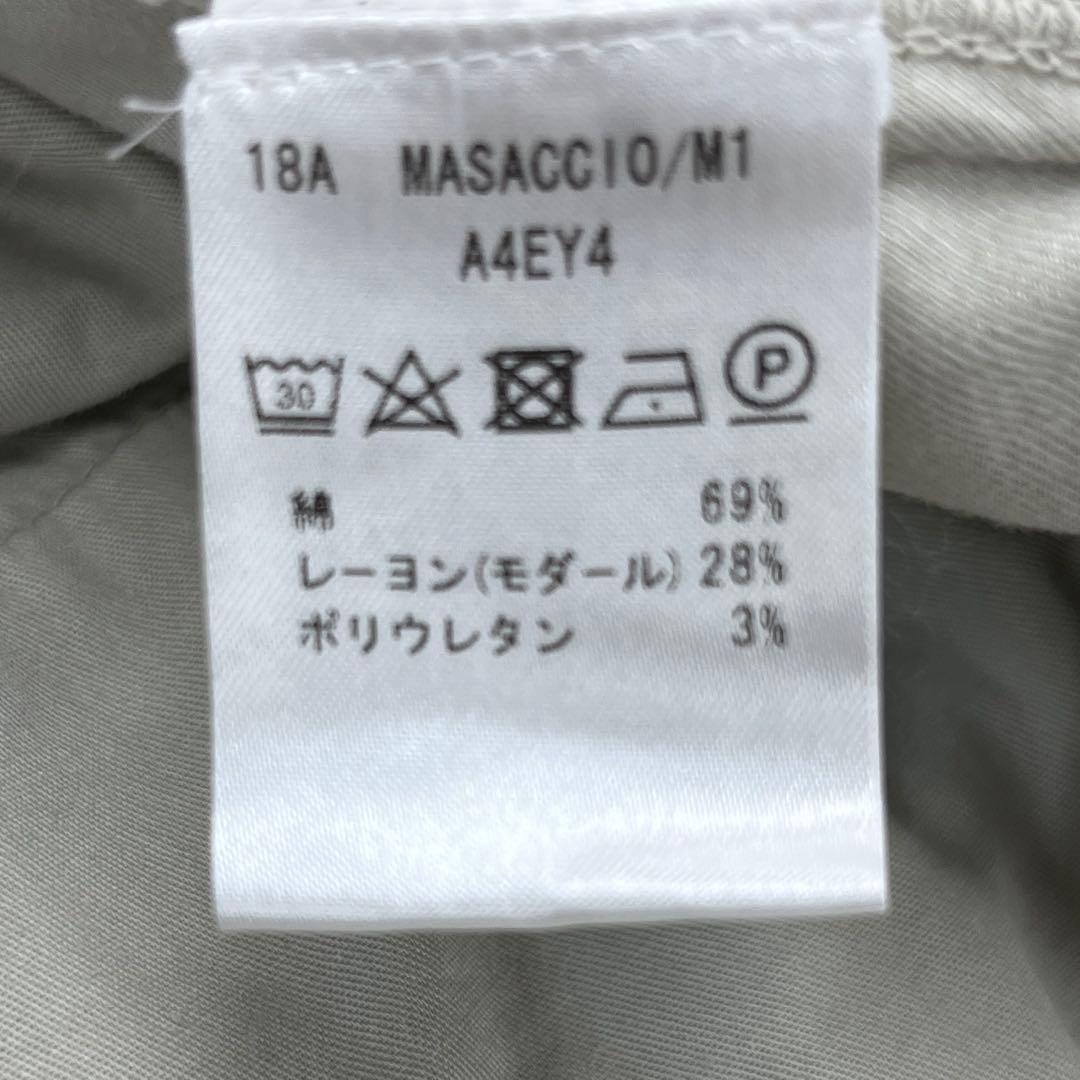 18A MASACCIO/M1
A4EY4
30 P
綿 69%
レーヨン(モダール) 28%
ポリウレタン 3%